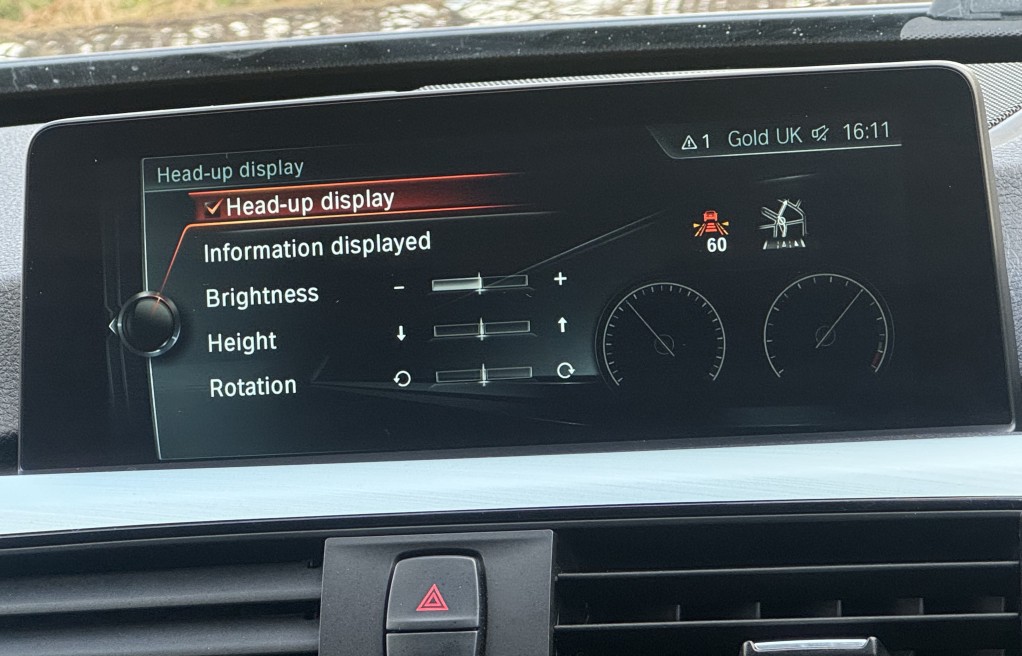 Head-up display
1 Gold UK 16:11
Head-up display
Information displayed
Brightness - +
Height
Rotation
60